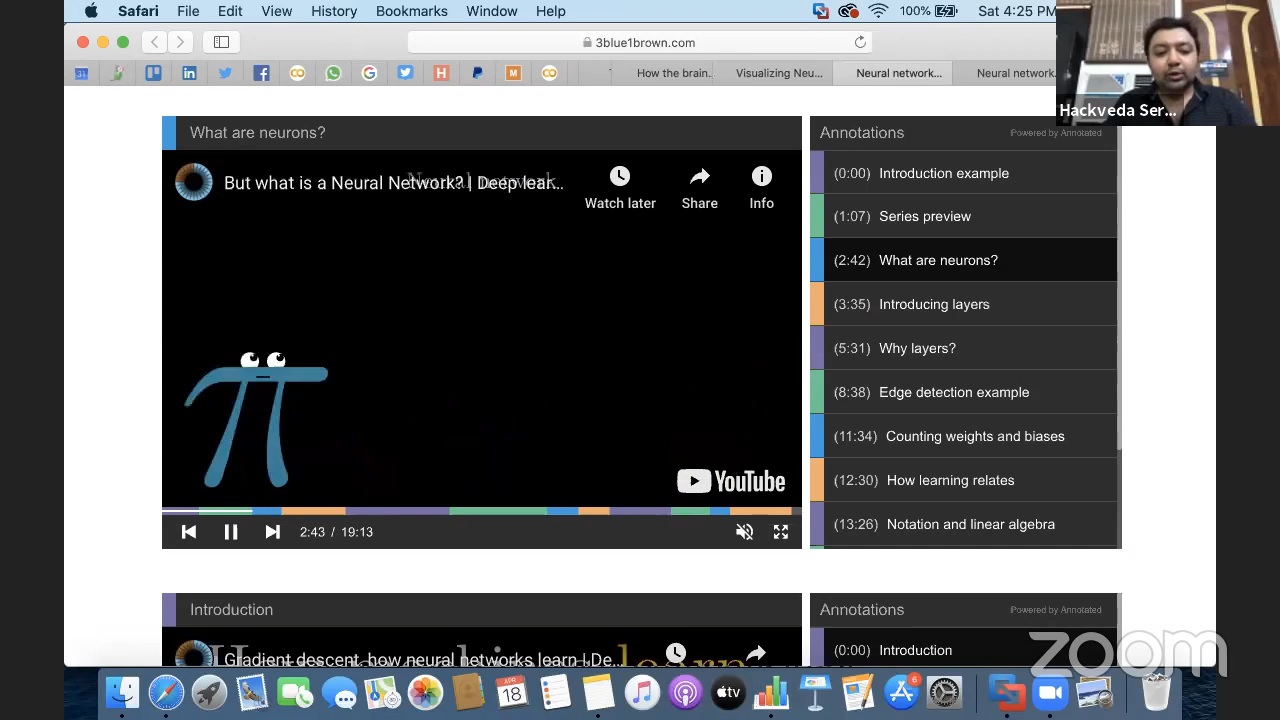 Safari File Edit View History Bookmarks Window Help 100% Sat 4:25 PM
3blue1brown.com
How the brain... Visualizing Neu... Neural network... Neural network.
Hackveda Ser...
What are neurons?
But what is a Neural Network? | Deep lear...
Neural network
Watch later Share Info
YouTube
2:43 / 19:13
Annotations Powered by Annotated
(0:00) Introduction example
(1:07) Series preview
(2:42) What are neurons?
(3:35) Introducing layers
(5:31) Why layers?
(8:38) Edge detection example
(11:34) Counting weights and biases
(12:30) How learning relates
(13:26) Notation and linear algebra
Introduction
Gradient descent, how neural networks learn | De...
Annotations Powered by Annotated
(0:00) Introduction
zoom
APR
18
tv
6